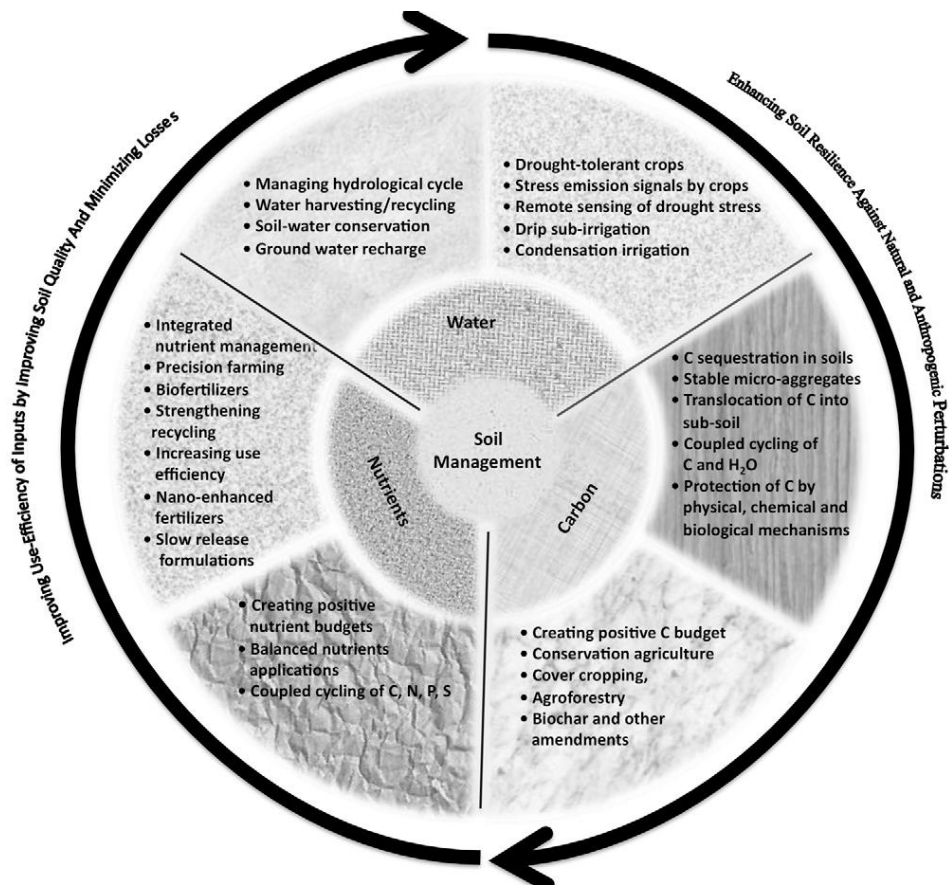 Improving Use-Efficiency of Inputs by Improving Soil Quality And Minimizing Losses
Enhancing Soil Resilience Against Natural and Anthropogenic Perturbations
• Managing hydrological cycle
• Water harvesting/recycling
• Soil-water conservation
• Ground water recharge
• Drought-tolerant crops
• Stress emission signals by crops
• Remote sensing of drought stress
• Drip sub-irrigation
• Condensation irrigation
• Integrated
nutrient management
• Precision farming
• Biofertilizers
• Strengthening
recycling
• Increasing use
efficiency
• Nano-enhanced
fertilizers
• Slow release
formulations
Water
Soil
Management
Nutrients
Carbon
• C sequestration in soils
• Stable micro-aggregates
• Translocation of C into
sub-soil
• Coupled cycling of
C and H₂O
• Protection of C by
physical, chemical and
biological mechanisms
• Creating positive
nutrient budgets
• Balanced nutrients
applications
• Coupled cycling of C, N, P, S
• Creating positive C budget
• Conservation agriculture
• Cover cropping,
• Agroforestry
• Biochar and other
amendments